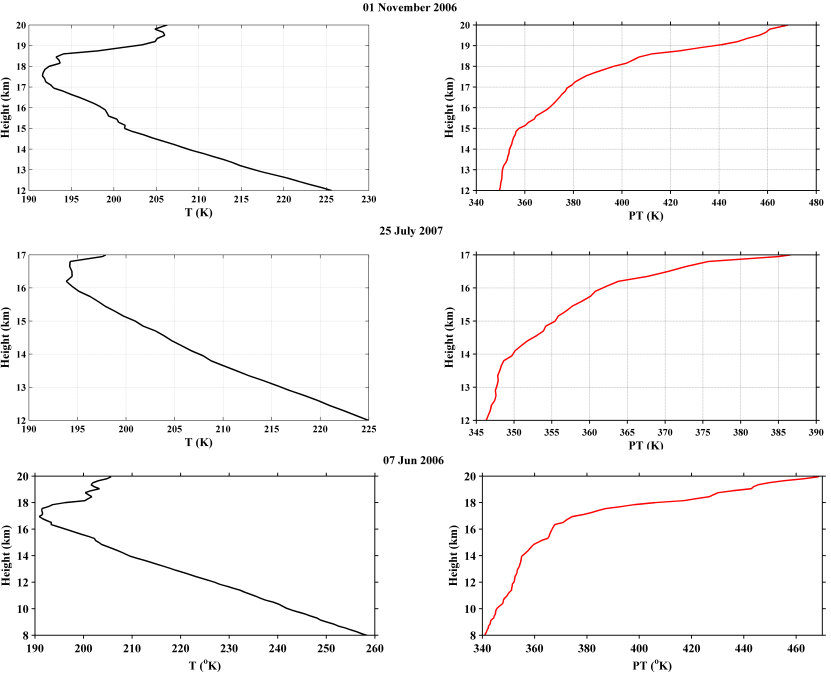 01 November 2006
20
19
18
17
16
15
14
13
12
Height (km)
190 195 200 205 210 215 220 225 230
T (K)
20
19
18
17
16
15
14
13
12
Height (km)
340 360 380 400 420 440 460 480
PT (K)
25 July 2007
17
16
15
14
13
12
Height (km)
190 195 200 205 210 215 220 225
T (K)
17
16
15
14
13
12
Height (km)
345 350 355 360 365 370 375 380 385 390
PT (K)
07 Jun 2006
20
18
16
14
12
10
8
Height (km)
190 200 210 220 230 240 250 260
T (°K)
20
18
16
14
12
10
8
Height (km)
340 360 380 400 420 440 460
PT (°K)